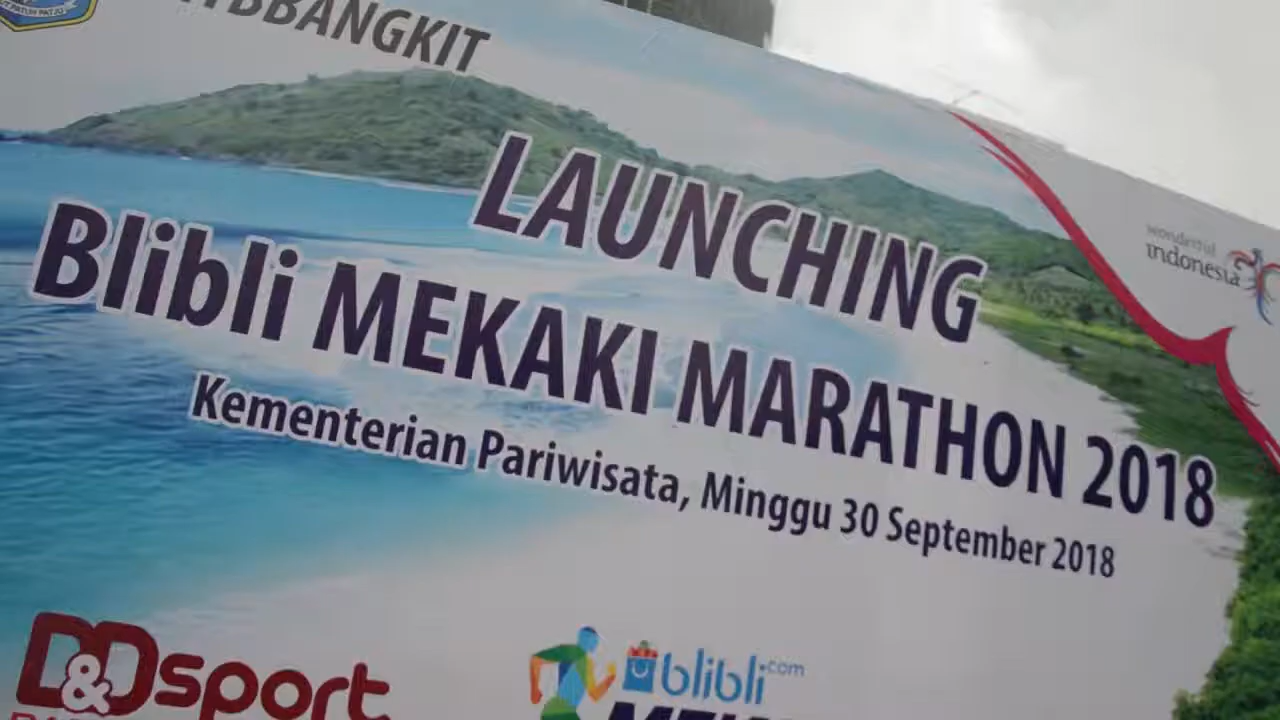 BANGKIT
LAUNCHING
Blibli MEKAKI MARATHON 2018
Kementerian Pariwisata, Minggu 30 September 2018
wonderful
indonesia
D&Dsport
blibli.com